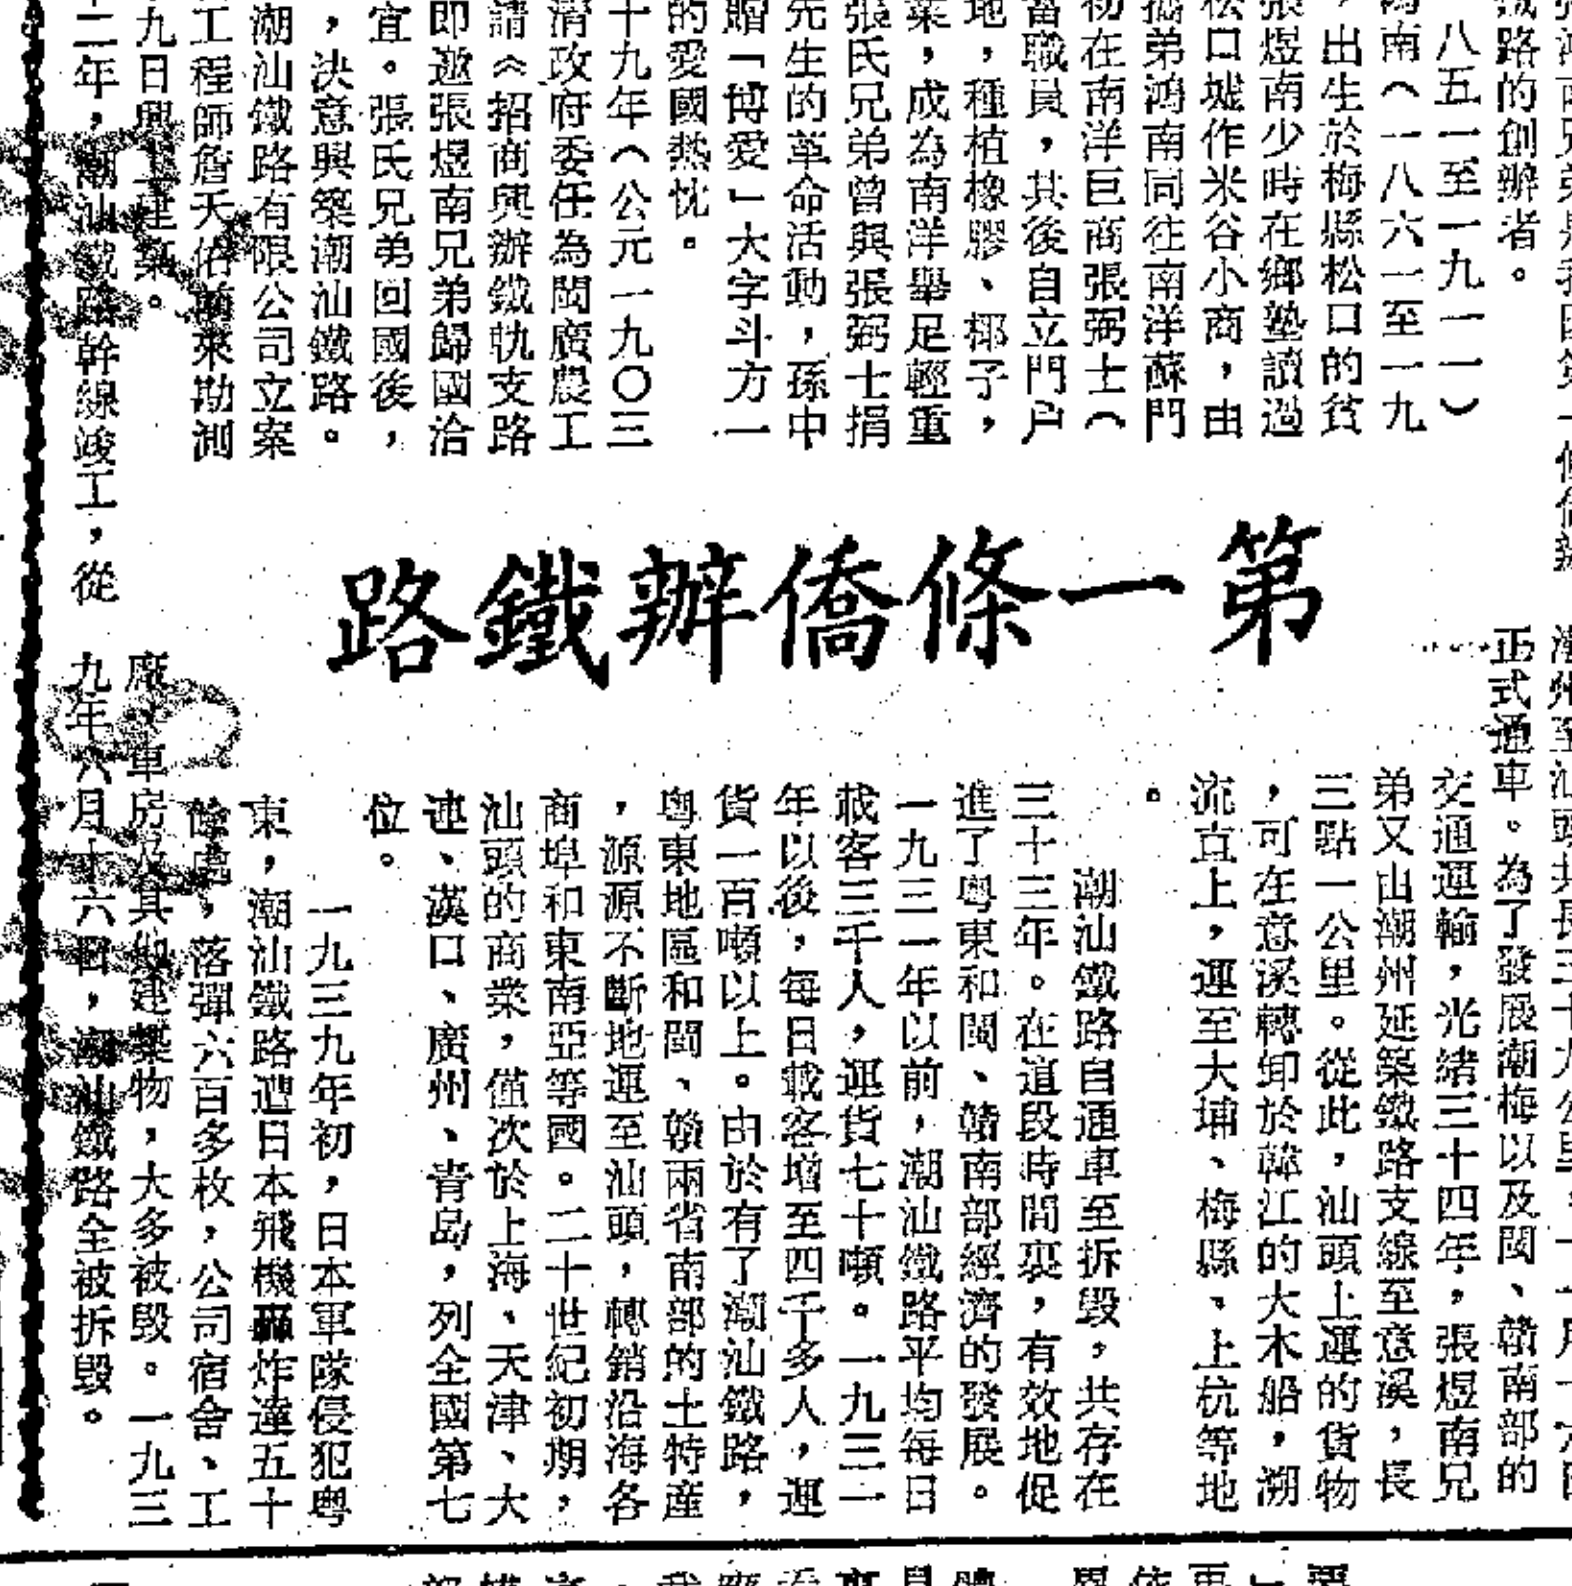 第一條僑辦鐵路
鐵路的創辦者。
八五一至一九一一）
鴻南（一八六一至一九
，出生於梅縣松口的貧
張煜南少時在鄉塾讀過
松口墟作米谷小商，由
攜弟鴻南同往南洋蘇門
初在南洋巨商張弼士（
當職員，其後自立門户
地，種植橡膠、椰子，
業，成為南洋舉足輕重
張氏兄弟曾與張弼士捐
先生的革命活動，孫中
贈「博愛」大字斗方一
的愛國熱忱。
十九年（公元一九〇三
清政府委任為閩廣農工
請《招商興辦鐵軌支路
即邀張煜南兄弟歸國洽
宜。張氏兄弟回國後，
，決意興築潮汕鐵路。
潮汕鐵路有限公司立案
工程師詹天佑前來勘測
九日興工建築。
二年，潮汕鐵路幹線竣工，從
正式通車。為了發展潮梅以及閩、贛南部的
交通運輸，光緒三十四年，張煜南兄
弟又由潮州延築鐵路支線至意溪，長
三點一公里。從此，汕頭上運的貨物
，可在意溪轉卸於韓江的大木船，溯
流直上，運至大埔、梅縣、上杭等地
。
潮汕鐵路自通車至拆毀，共存在
三十三年。在這段時間裏，有效地促
進了粤東和閩、贛南部經濟的發展。
一九三一年以前，潮汕鐵路平均每日
載客三千人，運貨七十噸。一九三一
年以後，每日載客增至四千多人，運
貨一百噸以上。由於有了潮汕鐵路，
粤東地區和閩、贛兩省南部的土特産
，源源不斷地運至汕頭，轉銷沿海各
商埠和東南亞等國。二十世紀初期，
汕頭的商業，僅次於上海、天津、大
連、漢口、廣州、青島，列全國第七
位。
一九三九年初，日本軍隊侵犯粤
東，潮汕鐵路遭日本飛機轟炸達五十
餘處，落彈六百多枚，公司宿舍、工
廠、車房及其他建築物，大多被毀。一九三
九年六月十六日，潮汕鐵路全被拆毀。